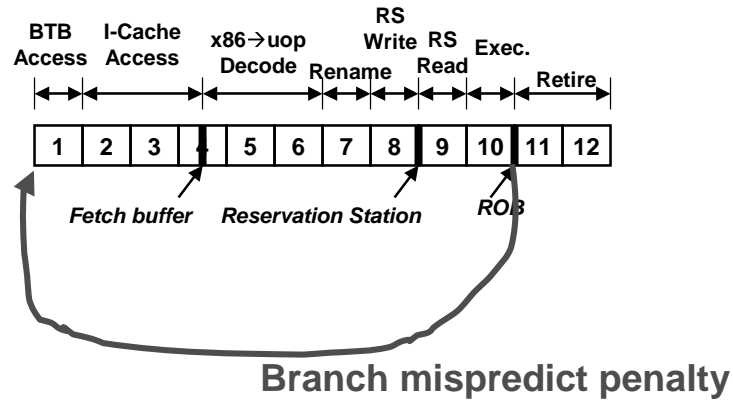 BTB Access
I-Cache Access
x86→uop Decode
Rename
RS Write
RS Read
Exec.
Retire
1 2 3 4 5 6 7 8 9 10 11 12
Fetch buffer
Reservation Station
ROB
Branch mispredict penalty